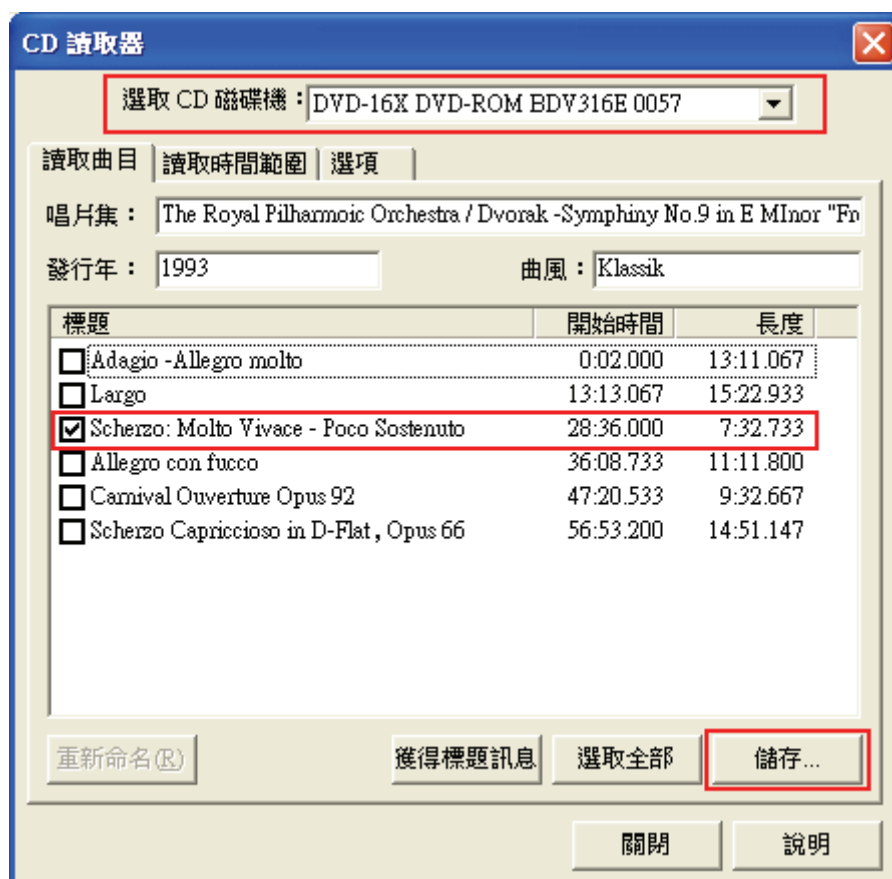 CD 讀取器
選取 CD 磁碟機：DVD-16X DVD-ROM BDV316E 0057
讀取曲目 讀取時間範圍 選項
唱片集： The Royal Pilharmoic Orchestra / Dvorak -Symphiny No.9 in E MInor "Fro
發行年： 1993 曲風： Klassik
標題 開始時間 長度
Adagio -Allegro molto 0:02.000 13:11.067
Largo 13:13.067 15:22.933
Scherzo: Molto Vivace - Poco Sostenuto 28:36.000 7:32.733
Allegro con fucco 36:08.733 11:11.800
Carnival Ouverture Opus 92 47:20.533 9:32.667
Scherzo Capriccioso in D-Flat , Opus 66 56:53.200 14:51.147
重新命名(R) 獲得標題訊息 選取全部 儲存...
關閉 說明